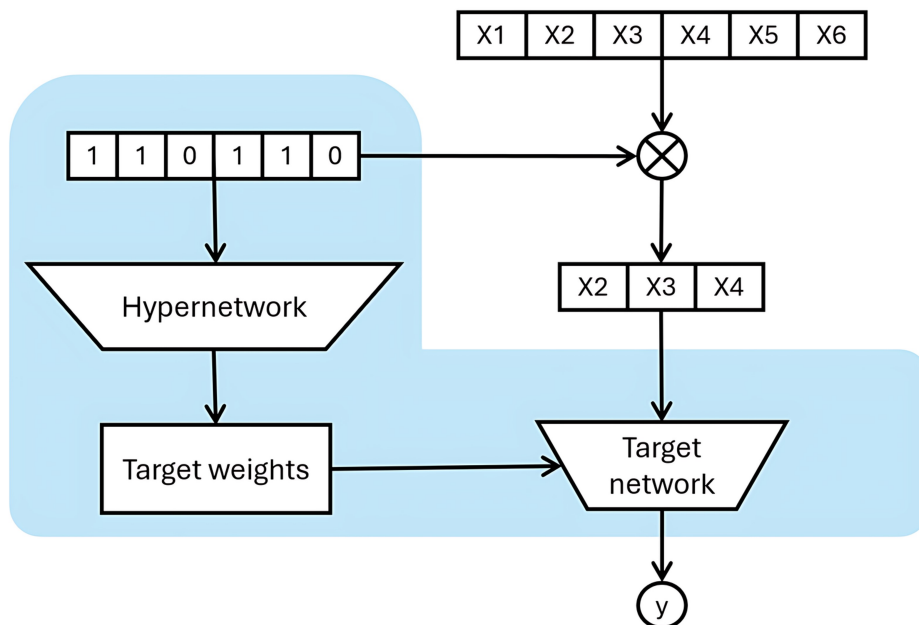 X1 X2 X3 X4 X5 X6
1 1 0 1 1 0
X2 X3 X4
Hypernetwork
Target weights
Target
network
y